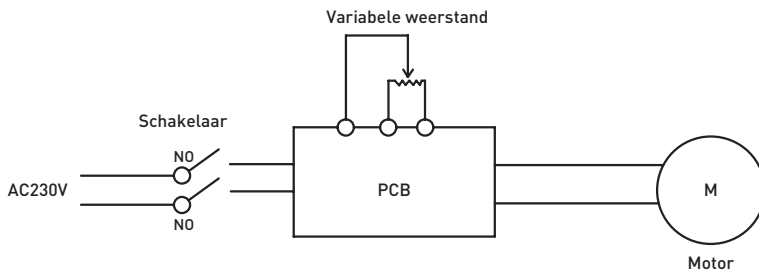 Variabele weerstand
Schakelaar
NO
AC230V
NO
PCB
M
Motor